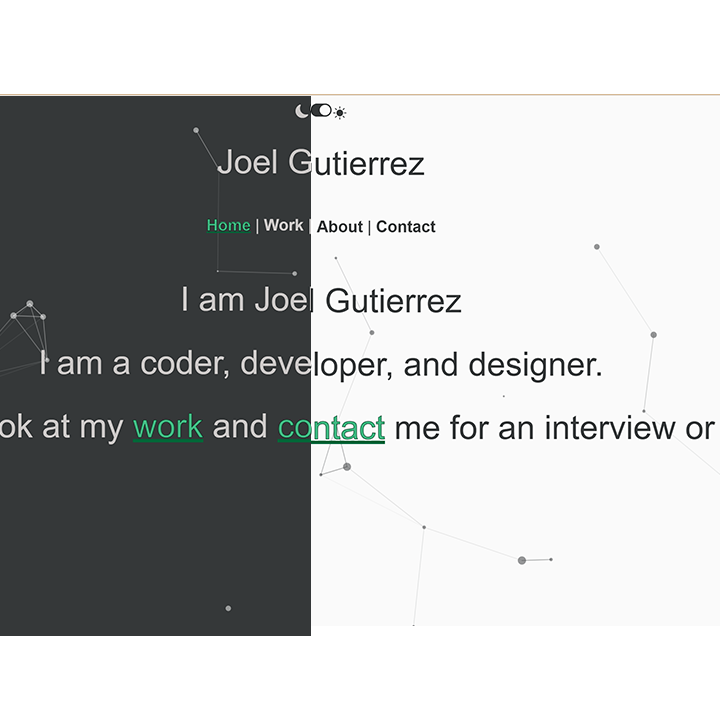 Joel Gutierrez
Home | Work | About | Contact
I am Joel Gutierrez
I am a coder, developer, and designer.
ok at my work and contact me for an interview or